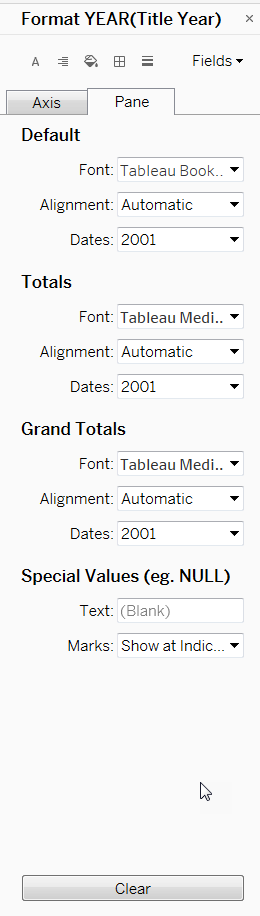 Format YEAR(Title Year) ×
A Fields
Axis Pane
Default
Font: Tableau Book..
Alignment: Automatic
Dates: 2001
Totals
Font: Tableau Medi..
Alignment: Automatic
Dates: 2001
Grand Totals
Font: Tableau Medi..
Alignment: Automatic
Dates: 2001
Special Values (eg. NULL)
Text: (Blank)
Marks: Show at Indic...
Clear